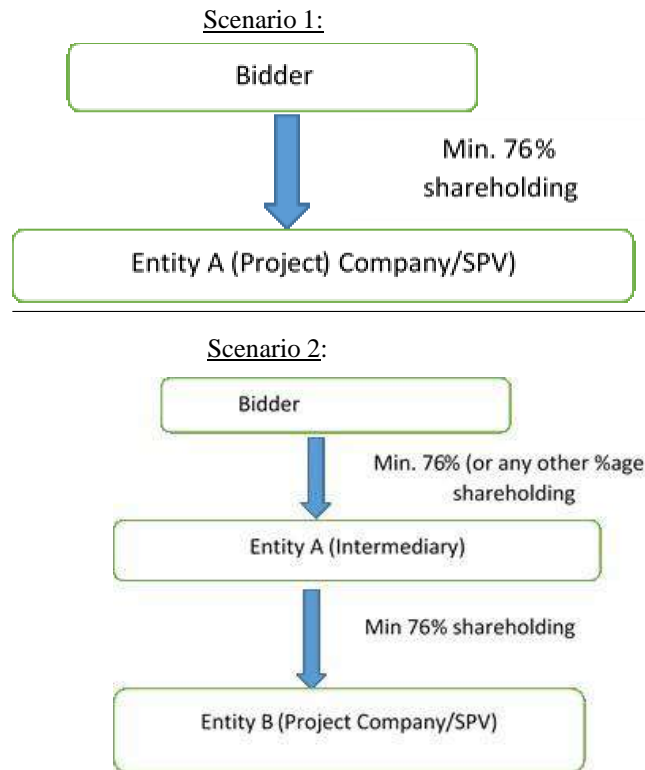 Scenario 1:
Bidder
Min. 76%
shareholding
Entity A (Project) Company/SPV)
Scenario 2:
Bidder
Min. 76% (or any other %age
shareholding
Entity A (Intermediary)
Min 76% shareholding
Entity B (Project Company/SPV)